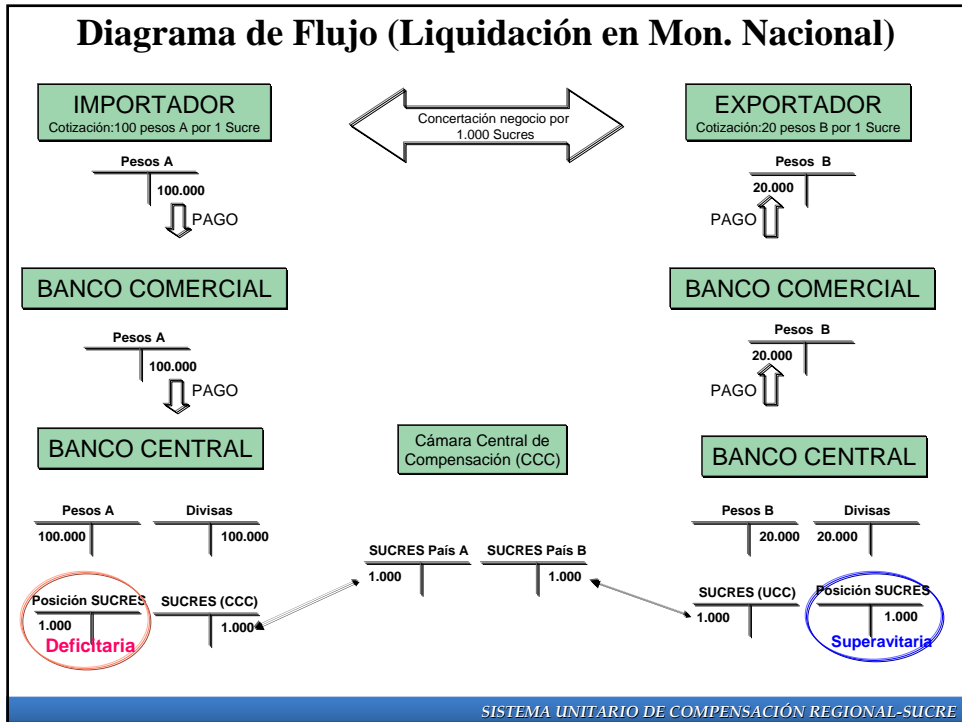 Diagrama de Flujo (Liquidación en Mon. Nacional)
IMPORTADOR
Cotización:100 pesos A por 1 Sucre
Concertación negocio por
1.000 Sucres
EXPORTADOR
Cotización:20 pesos B por 1 Sucre
Pesos A
100.000
PAGO
Pesos B
20.000
PAGO
BANCO COMERCIAL
BANCO COMERCIAL
Pesos A
100.000
PAGO
Pesos B
20.000
PAGO
BANCO CENTRAL
Cámara Central de
Compensación (CCC)
BANCO CENTRAL
Pesos A
100.000
Divisas
100.000
Pesos B
20.000
Divisas
20.000
SUCRES País A
1.000
SUCRES País B
1.000
Posición SUCRES
1.000
Deficitaria
SUCRES (CCC)
1.000
SUCRES (UCC)
1.000
Posición SUCRES
1.000
Superavitaria
SISTEMA UNITARIO DE COMPENSACIÓN REGIONAL-SUCRE